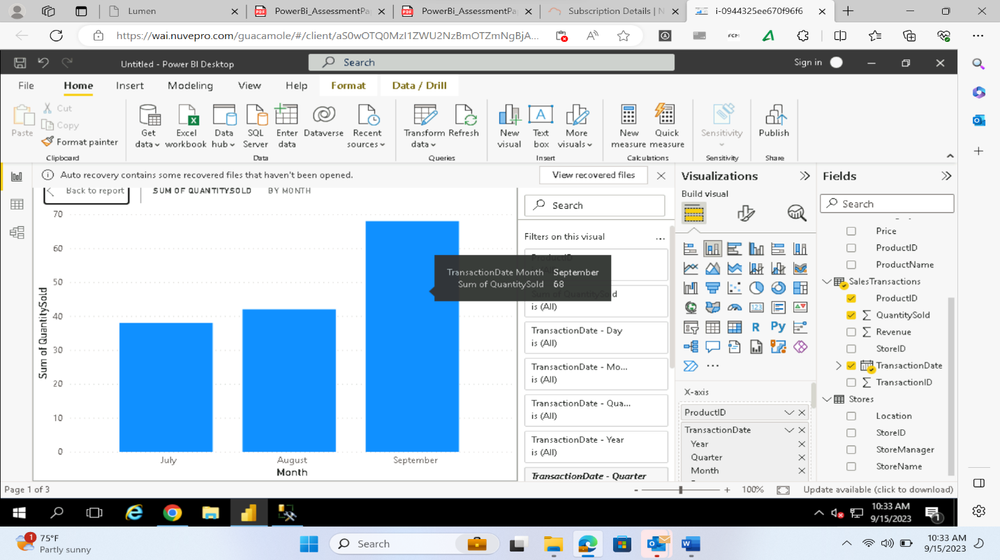 Lumen
PowerBi_AssessmentPa
PowerBi_AssessmentPa
Subscription Details | N
i-0944325ee670f96f6
https://wai.nuvepro.com/guacamole/#/client/aS0wOTQ0MzI1ZWU2NzBmOTZmNgBjA...
FCM
Untitled - Power BI Desktop
Search
Sign in
File
Home
Insert
Modeling
View
Help
Format
Data / Drill
Paste
Cut
Copy
Format painter
Clipboard
Get data
Excel workbook
Data hub
SQL Server
Enter data
Dataverse
Recent sources
Data
Transform data
Refresh
Queries
New visual
Text box
More visuals
Insert
New measure
Quick measure
Calculations
Sensitivity
Sensitivity
Publish
Share
Auto recovery contains some recovered files that haven't been opened.
View recovered files
Back to report
SUM OF QUANTITYSOLD
BY MONTH
70
60
50
40
30
20
10
0
Sum of QuantitySold
July
August
September
Month
TransactionDate Month September
Sum of QuantitySold 68
Search
Filters on this visual
...
ProductID
Sum of QuantitySold
is (All)
TransactionDate - Day
is (All)
TransactionDate - Mo...
is (All)
TransactionDate - Qua...
is (All)
TransactionDate - Year
is (All)
TransactionDate - Quarter
Visualizations
Build visual
123
R
Py
...
X-axis
ProductID
TransactionDate
Year
Quarter
Month
Fields
Search
Price
ProductID
ProductName
SalesTransactions
ProductID
QuantitySold
Revenue
StoreID
TransactionDate
TransactionID
Stores
Location
StoreID
StoreManager
StoreName
Page 1 of 3
- + 100%
Update available (click to download)
10:33 AM
9/15/2023
1
1
75°F
Partly sunny
Search
10:33 AM
9/15/2023